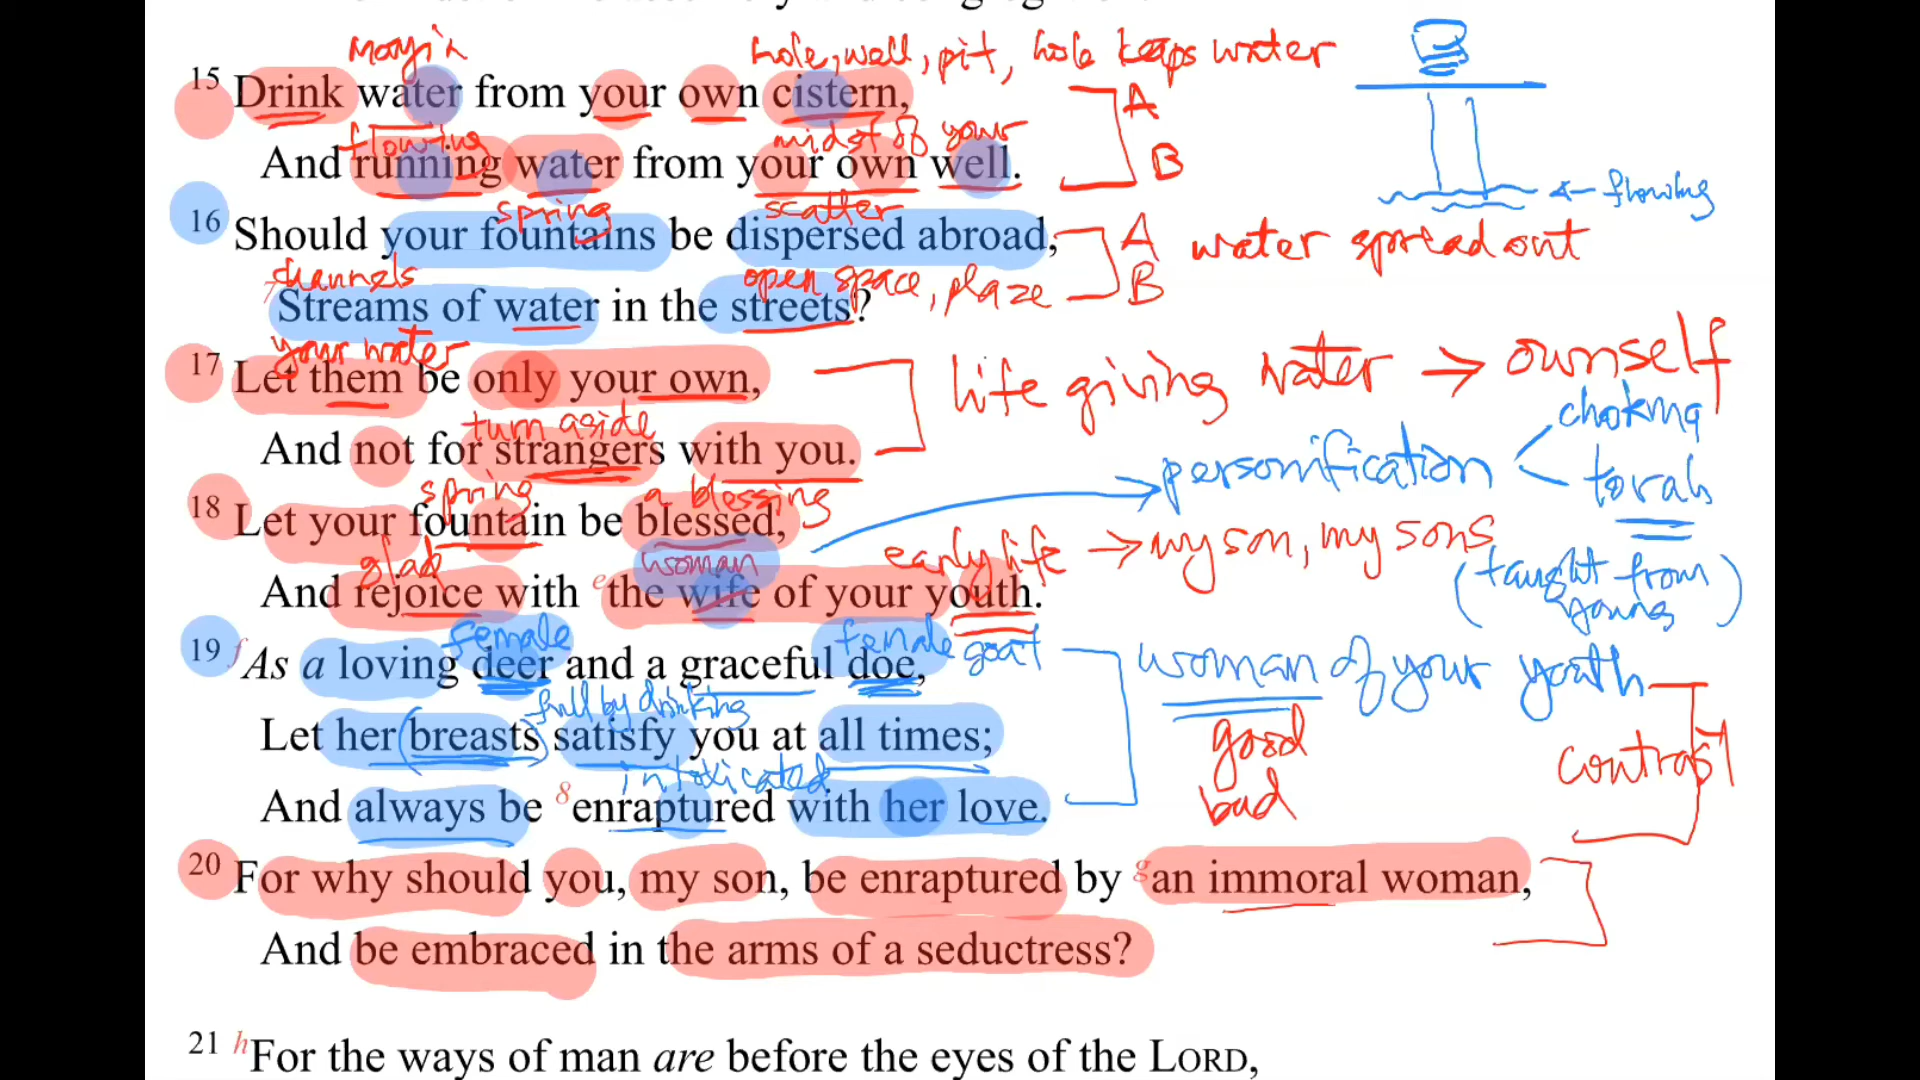 hole, well, pit, hole keeps water
15 Drink water from your own cistern,
A
flowing
midst of your
And running water from your own well.
B
← flowing
spring
scatter
16 Should your fountains be dispersed abroad,
A water spread out
channels
open space, plaze
B
Streams of water in the streets?
your water
17 Let them be only your own,
life giving water → ownself
turn aside
choking
And not for strangers with you.
personification
torah
spring
a blessing
18 Let your fountain be blessed,
early life → my son, my sons
glad
woman
(taught from young)
And rejoice with e the wife of your youth.
female
female goat
19 f As a loving deer and a graceful doe,
woman of your youth
full by drinking
Let her (breasts) satisfy you at all times;
good
contrast
intoxicated
And always be 8 enraptured with her love.
bad
20 For why should you, my son, be enraptured by g an immoral woman,
And be embraced in the arms of a seductress?
21 h For the ways of man are before the eyes of the LORD,